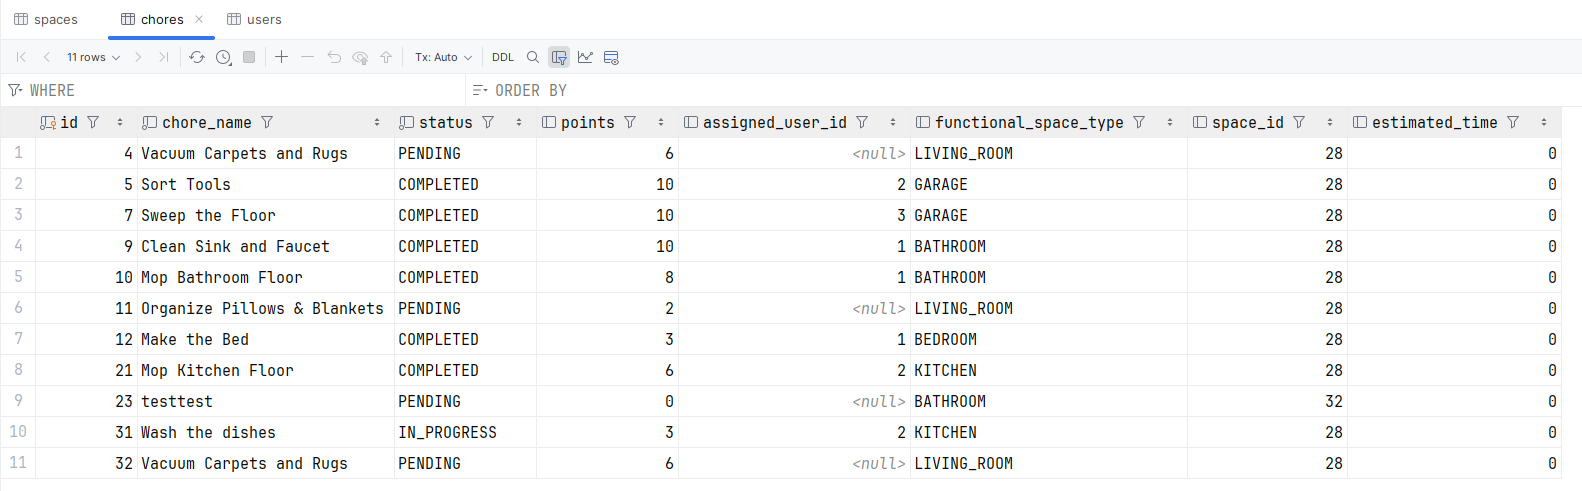 spaces chores users
11 rows Tx: Auto DDL
WHERE ORDER BY
id chore_name status points assigned_user_id functional_space_type space_id estimated_time
1 4 Vacuum Carpets and Rugs PENDING 6 <null> LIVING_ROOM 28 0
2 5 Sort Tools COMPLETED 10 2 GARAGE 28 0
3 7 Sweep the Floor COMPLETED 10 3 GARAGE 28 0
4 9 Clean Sink and Faucet COMPLETED 10 1 BATHROOM 28 0
5 10 Mop Bathroom Floor COMPLETED 8 1 BATHROOM 28 0
6 11 Organize Pillows & Blankets PENDING 2 <null> LIVING_ROOM 28 0
7 12 Make the Bed COMPLETED 3 1 BEDROOM 28 0
8 21 Mop Kitchen Floor COMPLETED 6 2 KITCHEN 28 0
9 23 testtest PENDING 0 <null> BATHROOM 32 0
10 31 Wash the dishes IN_PROGRESS 3 2 KITCHEN 28 0
11 32 Vacuum Carpets and Rugs PENDING 6 <null> LIVING_ROOM 28 0